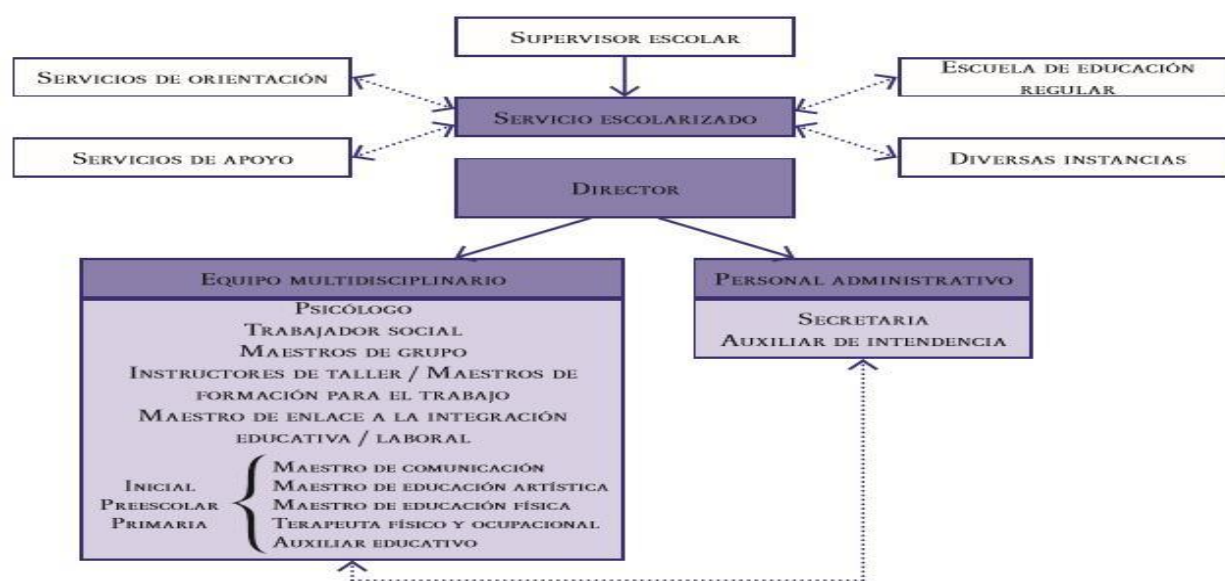 SUPERVISOR ESCOLAR
SERVICIOS DE ORIENTACIÓN
ESCUELA DE EDUCACIÓN
REGULAR
SERVICIO ESCOLARIZADO
SERVICIOS DE APOYO
DIVERSAS INSTANCIAS
DIRECTOR
EQUIPO MULTIDISCIPLINARIO
PSICÓLOGO
TRABAJADOR SOCIAL
MAESTROS DE GRUPO
INSTRUCTORES DE TALLER / MAESTROS DE
FORMACIÓN PARA EL TRABAJO
MAESTRO DE ENLACE A LA INTEGRACIÓN
EDUCATIVA / LABORAL
INICIAL
PREESCOLAR
PRIMARIA
MAESTRO DE COMUNICACIÓN
MAESTRO DE EDUCACIÓN ARTÍSTICA
MAESTRO DE EDUCACIÓN FÍSICA
TERAPEUTA FÍSICO Y OCUPACIONAL
AUXILIAR EDUCATIVO
PERSONAL ADMINISTRATIVO
SECRETARIA
AUXILIAR DE INTENDENCIA